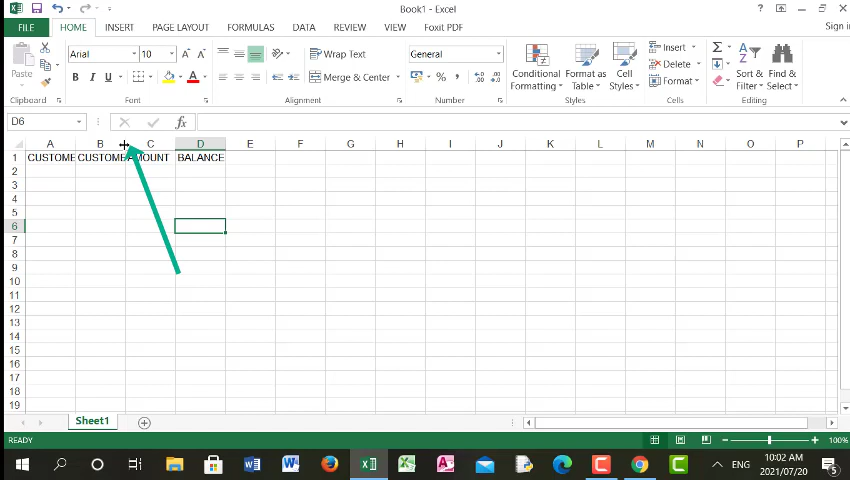 Book1 - Excel
?
FILE HOME INSERT PAGE LAYOUT FORMULAS DATA REVIEW VIEW Foxit PDF Sign in
Paste
Arial 10
B I U
Wrap Text
Merge & Center
General
% ,
Conditional Formatting
Format as Table
Cell Styles
Insert
Delete
Format
Sort & Filter
Find & Select
Clipboard Font Alignment Number Styles Cells Editing
D6 fx
A B C D E F G H I J K L M N O P
1 CUSTOME CUSTOME AMOUNT BALANCE
2
3
4
5
6
7
8
9
10
11
12
13
14
15
16
17
18
19
Sheet1
READY 100%
ENG 10:02 AM
2021/07/20
5